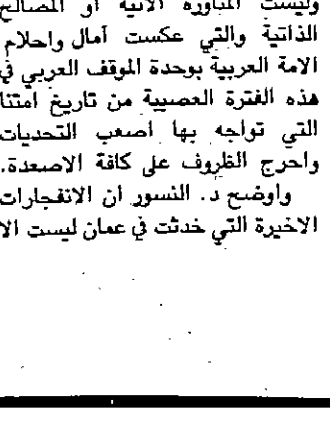 وليست المناورة الآنية او المصالح
الذاتية والتي عكست آمال واحلام
الامة العربية بوحدة الموقف العربي في
هذه الفترة العصيبة من تاريخ امتنا
التي تواجه بها اصعب التحديات
واحرج الظروف على كافة الاصعدة.
واوضح د. النسور ان الانفجارات
الاخيرة التي حدثت في عمان ليست الا